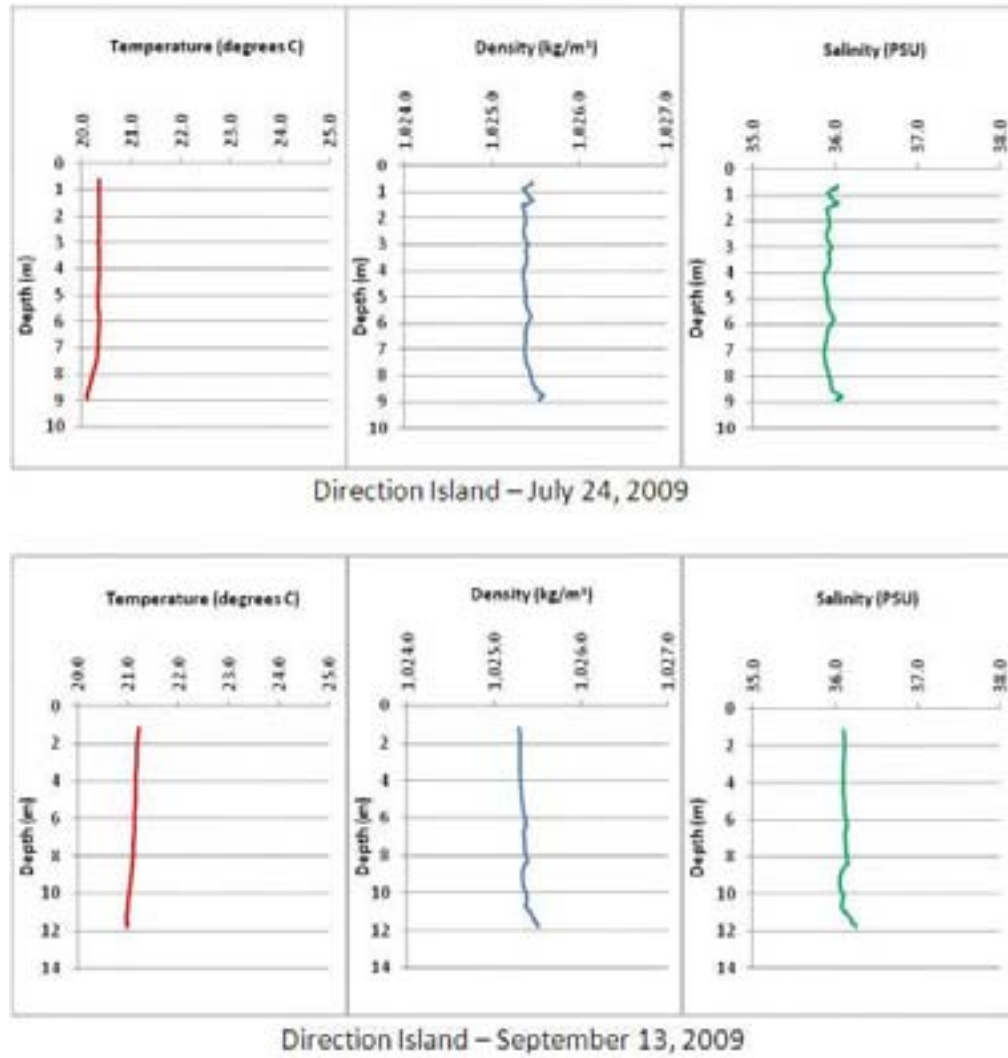 Temperature (degrees C)
20.0 21.0 22.0 23.0 24.0 25.0
Depth (m)
0
1
2
3
4
5
6
7
8
9
10
Density (kg/m³)
1,024.0 1,025.0 1,026.0 1,027.0
Depth (m)
0
1
2
3
4
5
6
7
8
9
10
Salinity (PSU)
35.0 36.0 37.0 38.0
Depth (m)
0
1
2
3
4
5
6
7
8
9
10
Direction Island – July 24, 2009
Temperature (degrees C)
20.0 21.0 22.0 23.0 24.0 25.0
Depth (m)
0
2
4
6
8
10
12
14
Density (kg/m³)
1,024.0 1,025.0 1,026.0 1,027.0
Depth (m)
0
2
4
6
8
10
12
14
Salinity (PSU)
35.0 36.0 37.0 38.0
Depth (m)
0
2
4
6
8
10
12
14
Direction Island – September 13, 2009